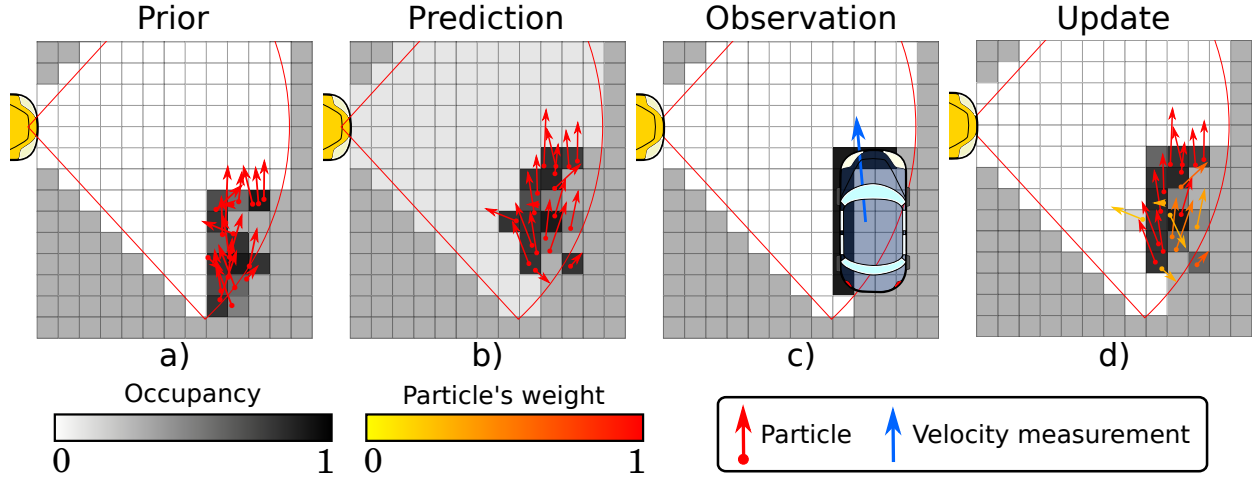 Prior
Prediction
Observation
Update
a)
b)
c)
d)
Occupancy
0
1
Particle's weight
0
1
Particle
Velocity measurement